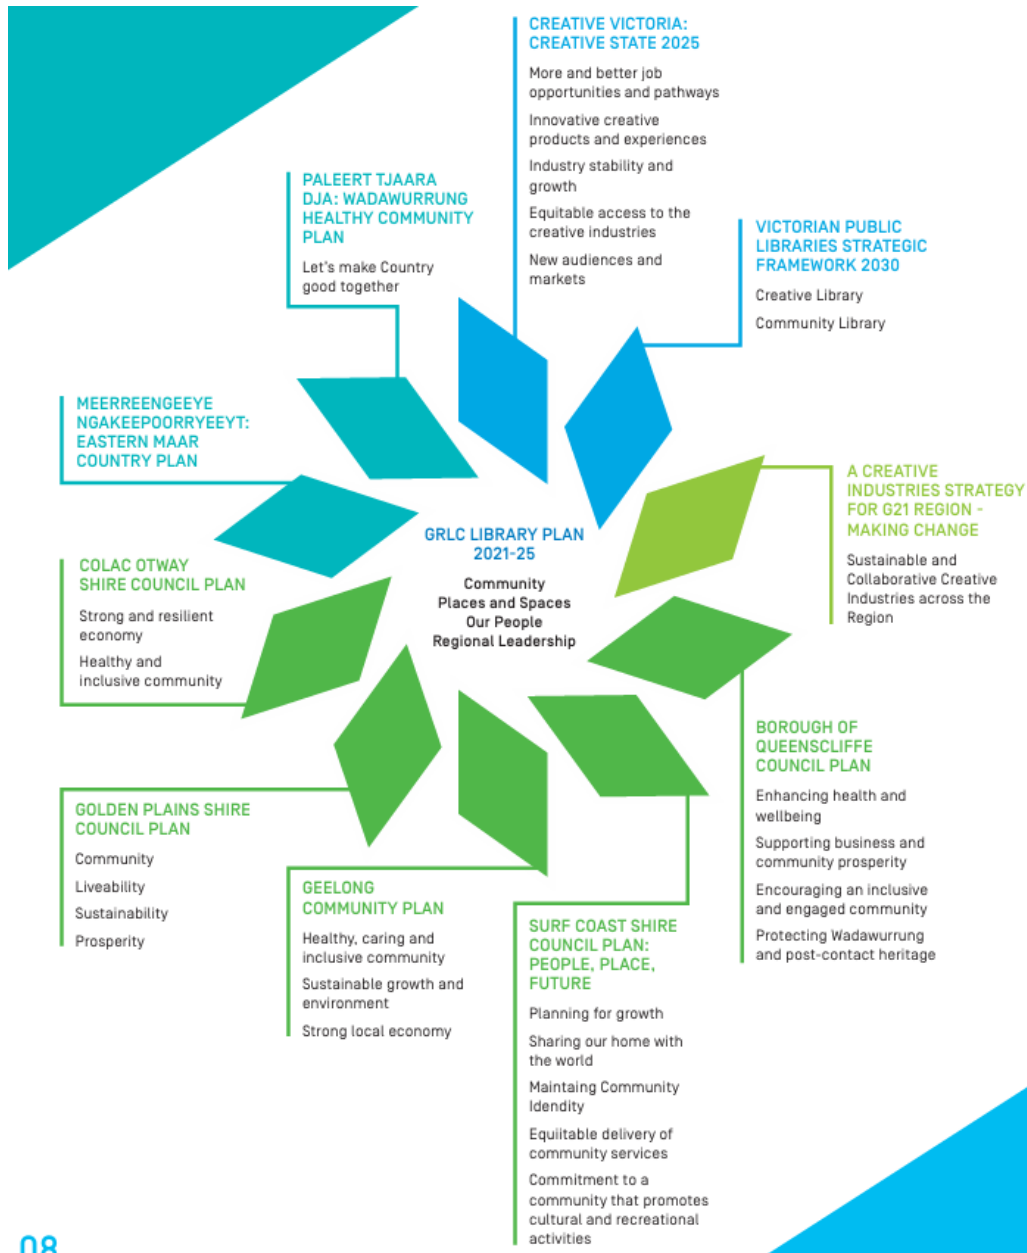 CREATIVE VICTORIA:
CREATIVE STATE 2025
More and better job
opportunities and pathways
Innovative creative
products and experiences
Industry stability and
growth
Equitable access to the
creative industries
New audiences and
markets
PALEERT TJAARA
DJA: WADAWURRUNG
HEALTHY COMMUNITY
PLAN
Let's make Country
good together
VICTORIAN PUBLIC
LIBRARIES STRATEGIC
FRAMEWORK 2030
Creative Library
Community Library
MEERREENGEEYE
NGAKEEPOORRYEEYT:
EASTERN MAAR
COUNTRY PLAN
A CREATIVE
INDUSTRIES STRATEGY
FOR G21 REGION -
MAKING CHANGE
Sustainable and
Collaborative Creative
Industries across the
Region
GRLC LIBRARY PLAN
2021-25
Community
Places and Spaces
Our People
Regional Leadership
COLAC OTWAY
SHIRE COUNCIL PLAN
Strong and resilient
economy
Healthy and
inclusive community
BOROUGH OF
QUEENSCLIFFE
COUNCIL PLAN
Enhancing health and
wellbeing
Supporting business and
community prosperity
Encouraging an inclusive
and engaged community
Protecting Wadawurrung
and post-contact heritage
GOLDEN PLAINS SHIRE
COUNCIL PLAN
Community
Liveability
Sustainability
Prosperity
GEELONG
COMMUNITY PLAN
Healthy, caring and
inclusive community
Sustainable growth and
environment
Strong local economy
SURF COAST SHIRE
COUNCIL PLAN:
PEOPLE, PLACE,
FUTURE
Planning for growth
Sharing our home with
the world
Maintaing Community
Idendity
Equiitable delivery of
community services
Commitment to a
community that promotes
cultural and recreational
activities
08